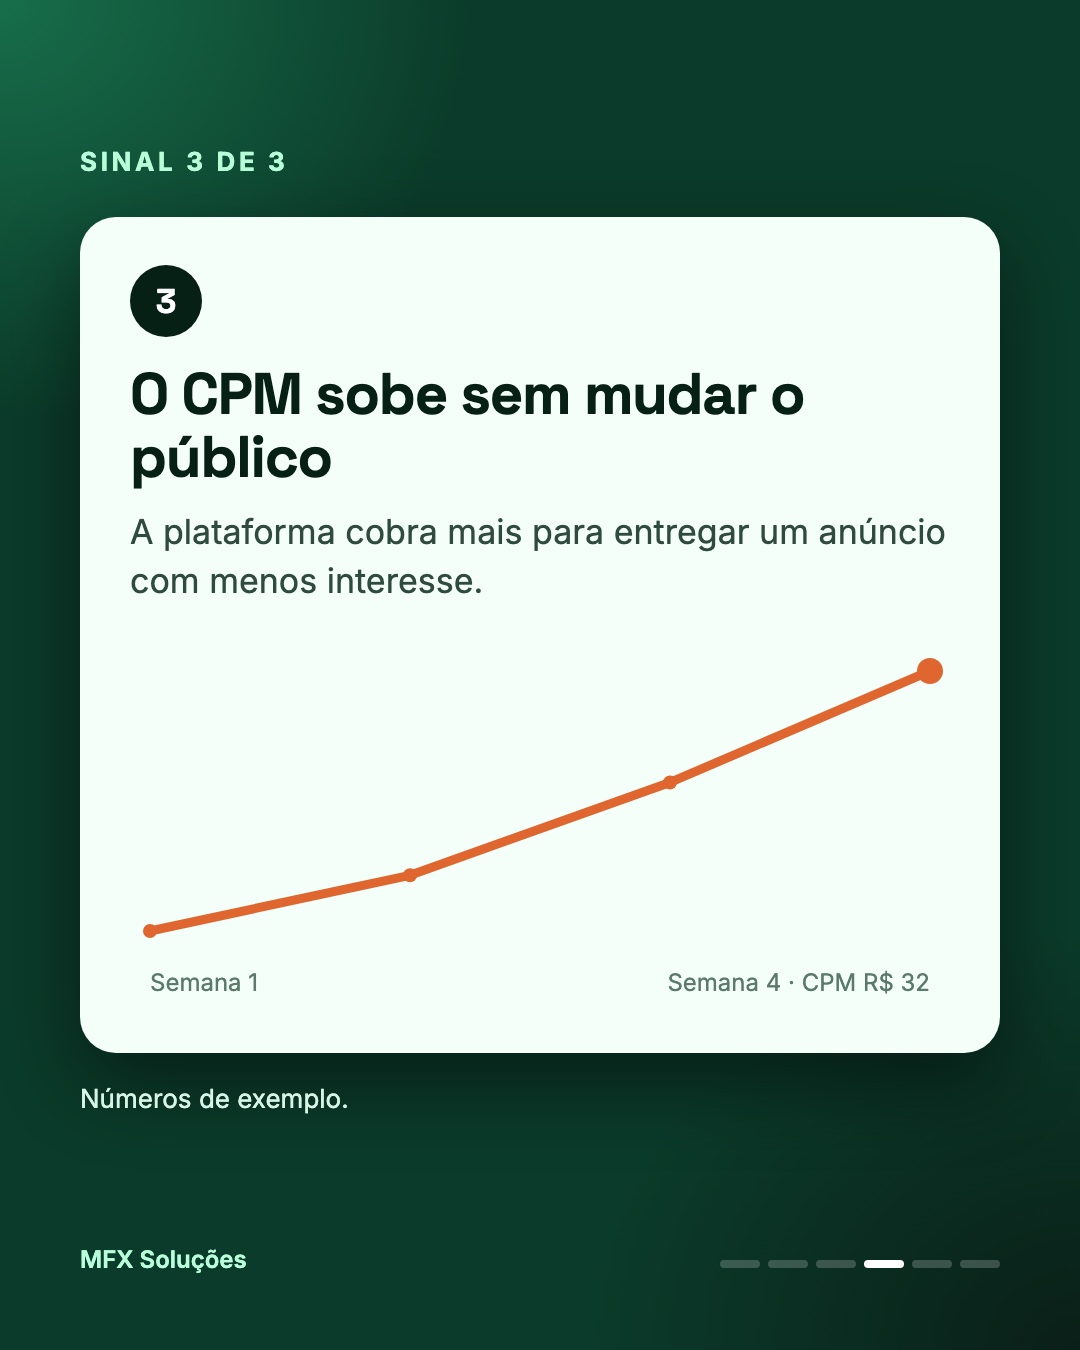 SINAL 3 DE 3
3
O CPM sobe sem mudar o
público
A plataforma cobra mais para entregar um anúncio
com menos interesse.
Semana 1
Semana 4 · CPM R$ 32
Números de exemplo.
MFX Soluções